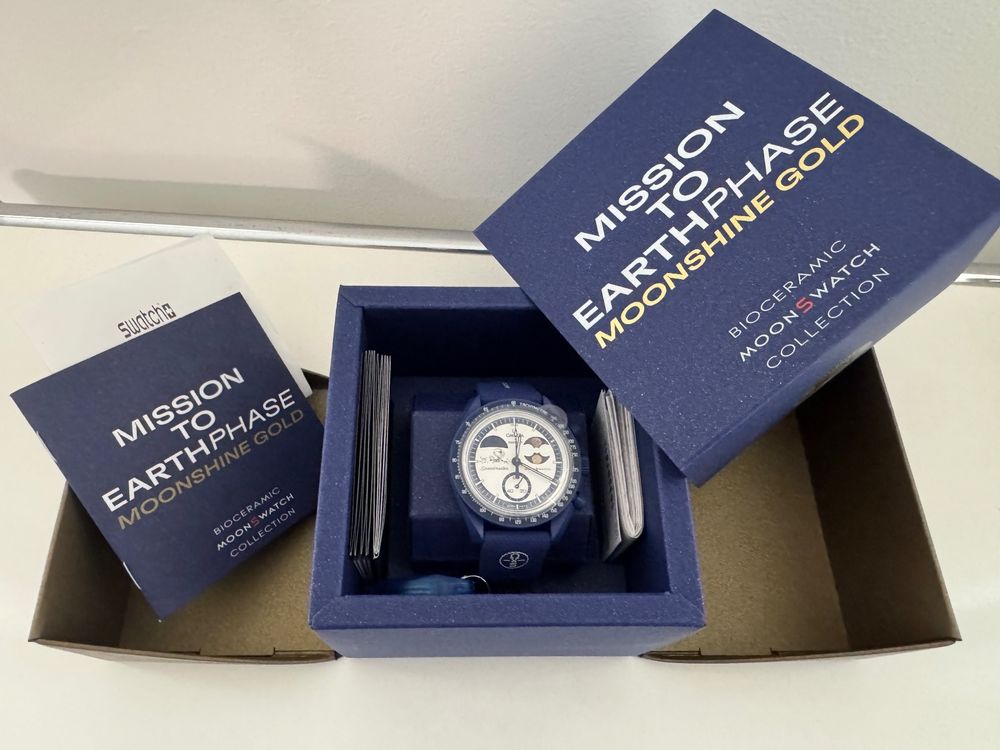 MISSION
TO
EARTHPHASE
MOONSHINE GOLD
BIOCERAMIC
MOONSWATCH
COLLECTION
swatch
MISSION
TO
EARTHPHASE
MOONSHINE GOLD
BIOCERAMIC
MOONSWATCH
COLLECTION
TACHYMÈTRE
OMEGA
Speedmaster